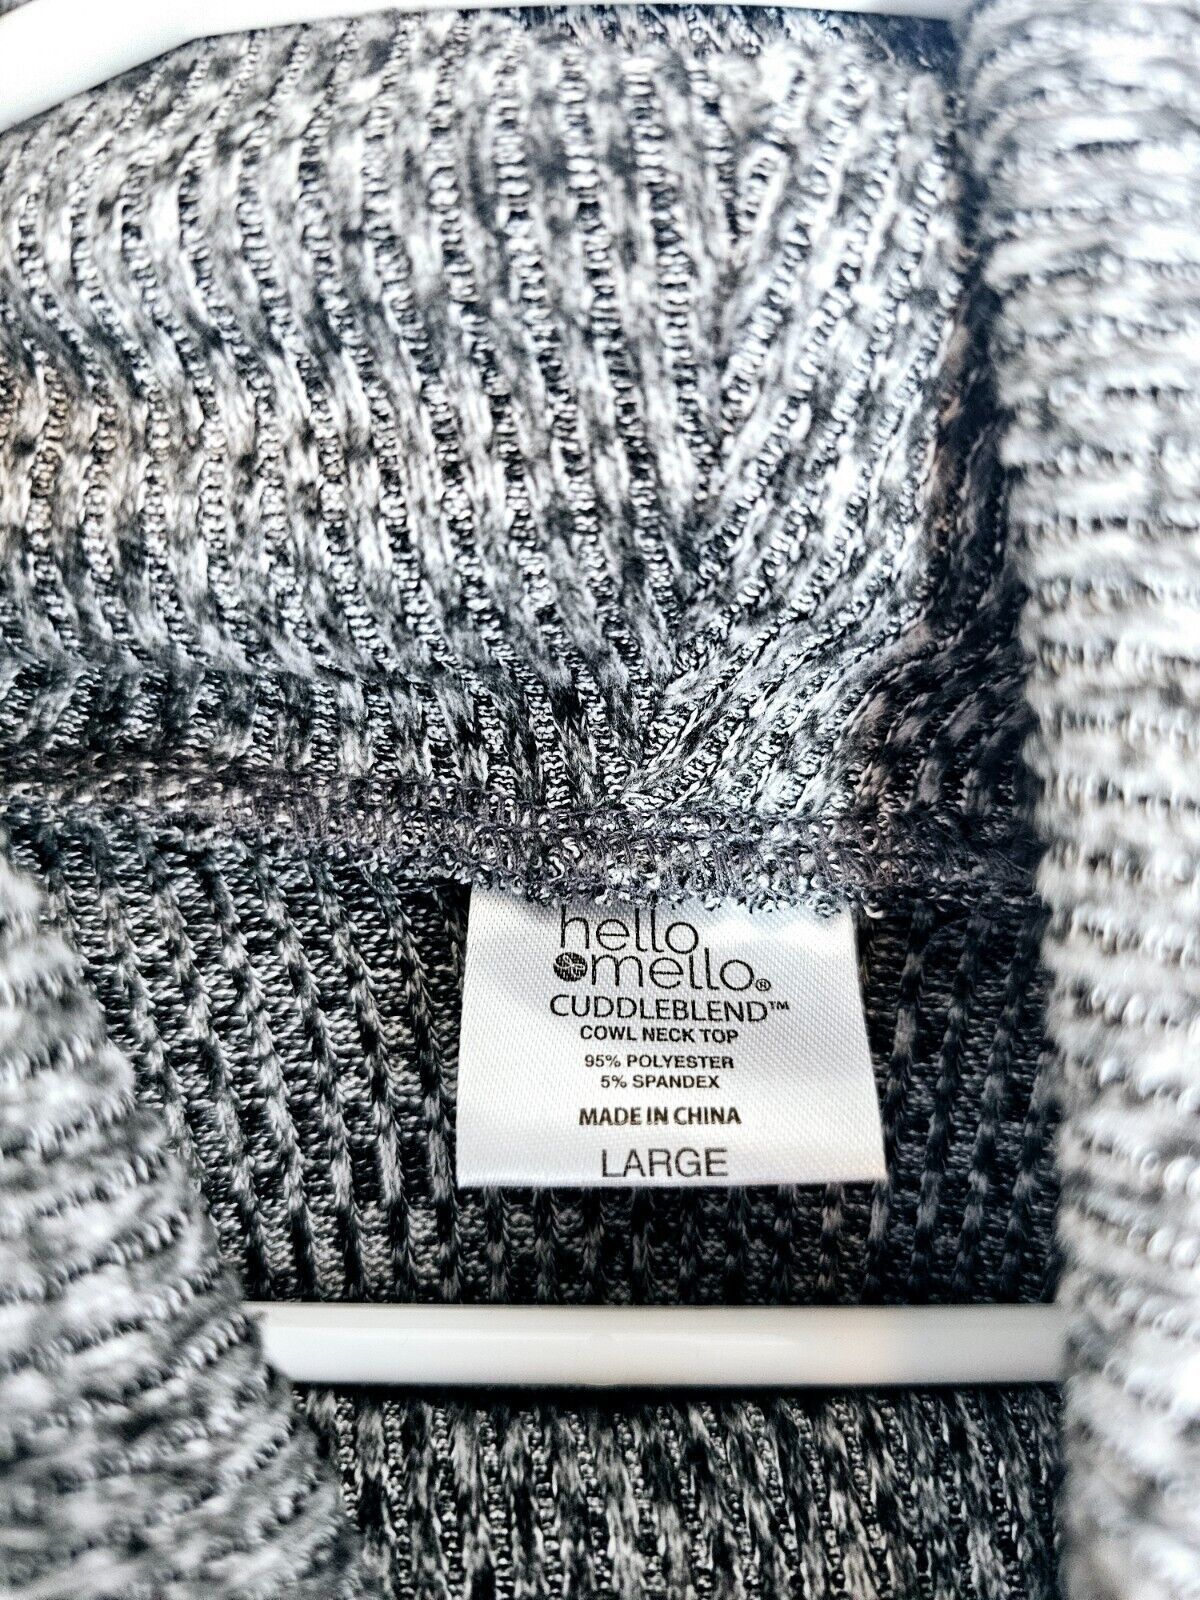 hello
mello®
CUDDLEBLEND™
COWL NECK TOP
95% POLYESTER
5% SPANDEX
MADE IN CHINA
LARGE